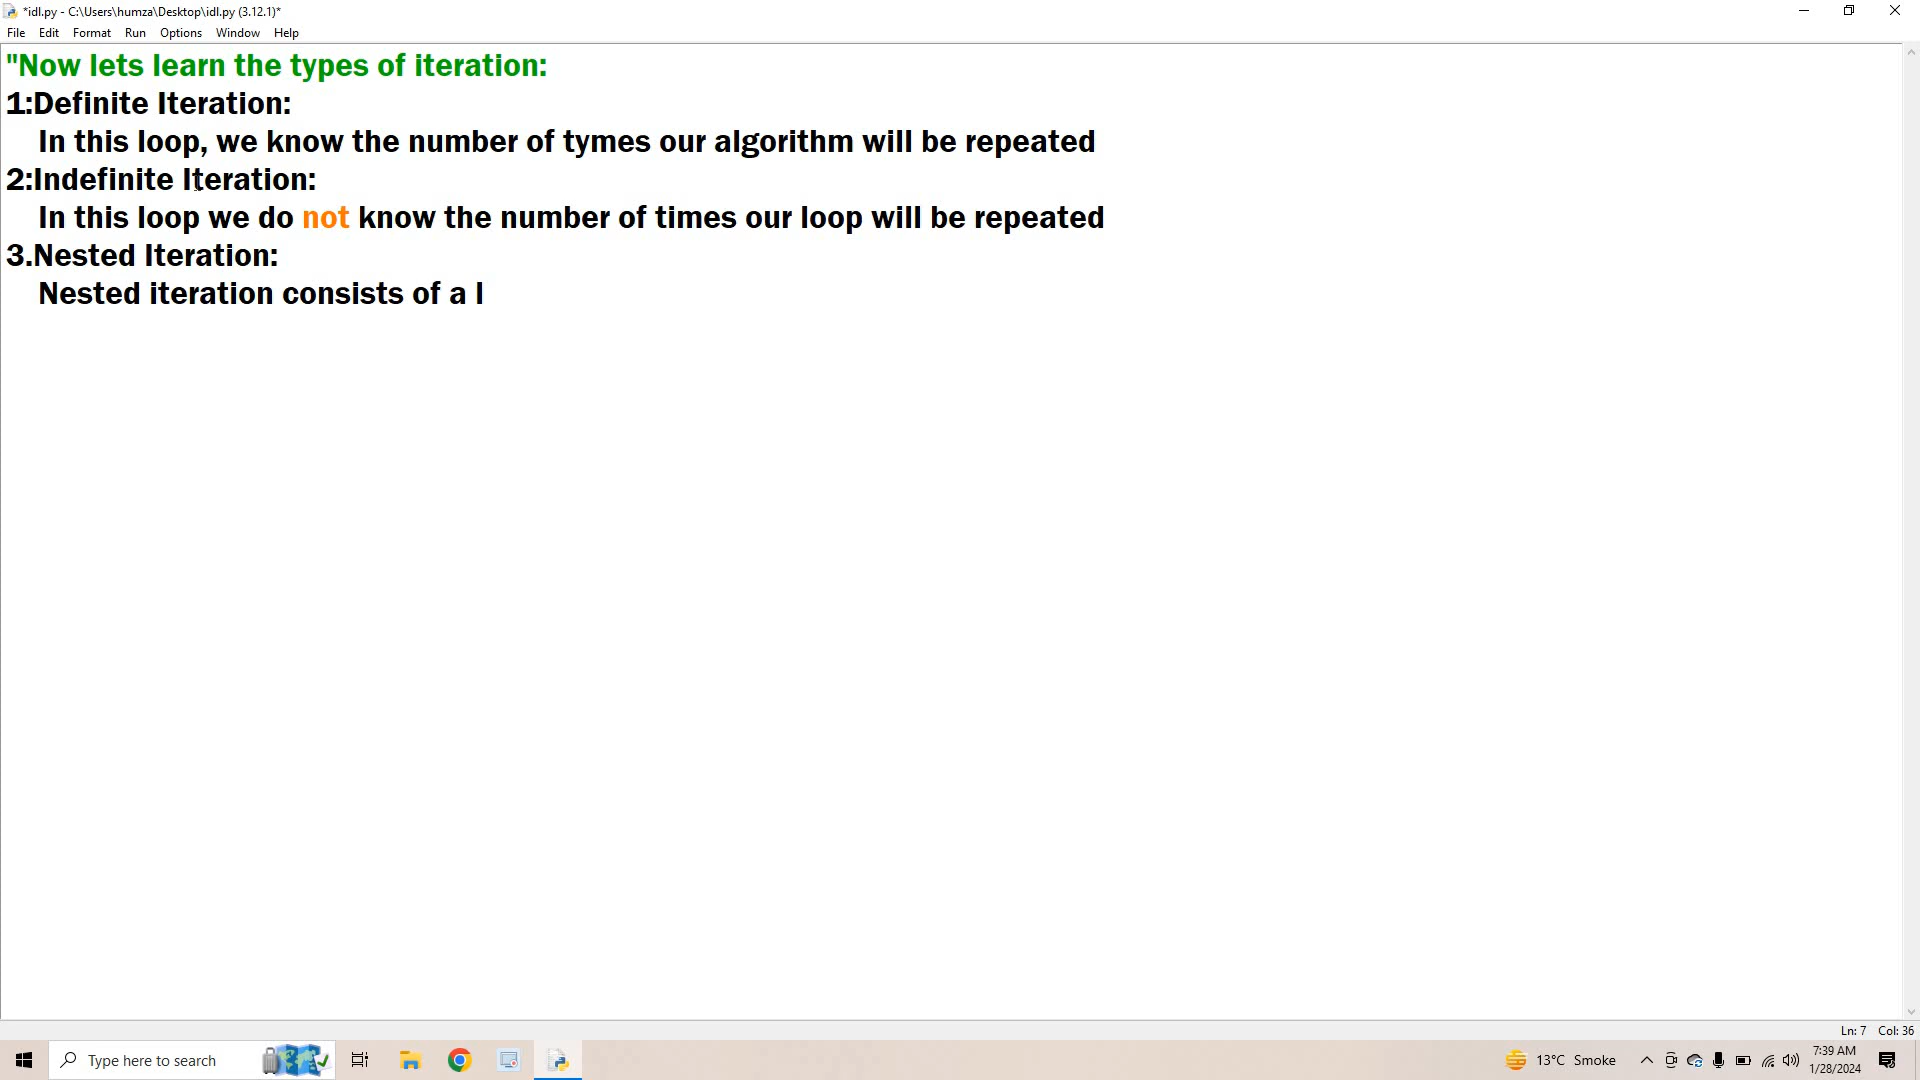 *idl.py - C:\Users\humza\Desktop\idl.py (3.12.1)*
File Edit Format Run Options Window Help
"Now lets learn the types of iteration:
1:Definite Iteration:
In this loop, we know the number of tymes our algorithm will be repeated
2:Indefinite Iteration:
In this loop we do not know the number of times our loop will be repeated
3.Nested Iteration:
Nested iteration consists of a l
Ln: 7 Col: 36
Type here to search
13°C Smoke
7:39 AM
1/28/2024